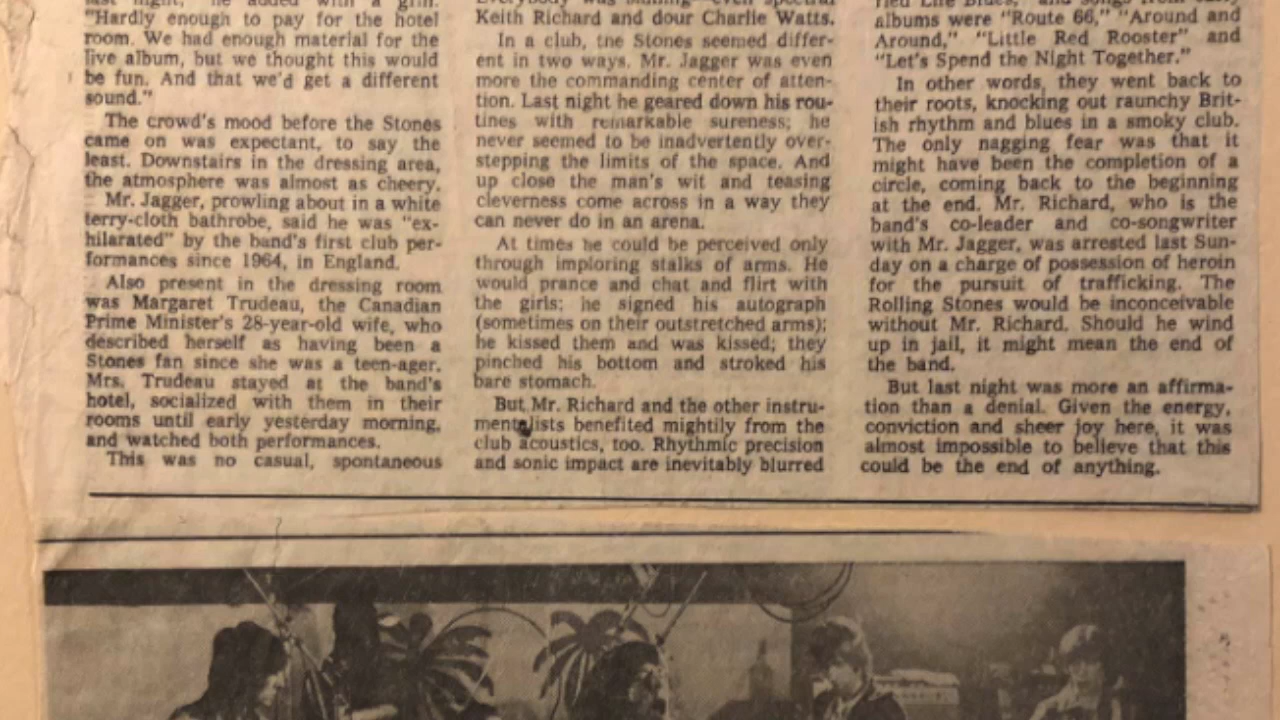 last night," he added with a grin.
"Hardly enough to pay for the hotel
room. We had enough material for the
live album, but we thought this would
be fun. And that we'd get a different
sound."
The crowd's mood before the Stones
came on was expectant, to say the
least. Downstairs in the dressing area,
the atmosphere was almost as cheery.
Mr. Jagger, prowling about in a white
terry-cloth bathrobe, said he was "ex-
hilarated" by the band's first club per-
formances since 1964, in England.
Also present in the dressing room
was Margaret Trudeau, the Canadian
Prime Minister's 28-year-old wife, who
described herself as having been a
Stones fan since she was a teen-ager.
Mrs. Trudeau stayed at the band's
hotel, socialized with them in their
rooms until early yesterday morning,
and watched both performances.
This was no casual, spontaneous
Everybody was smiling—even spectral
Keith Richard and dour Charlie Watts.
In a club, the Stones seemed differ-
ent in two ways. Mr. Jagger was even
more the commanding center of atten-
tion. Last night he geared down his rou-
tines with remarkable sureness; he
never seemed to be inadvertently over-
stepping the limits of the space. And
up close the man's wit and teasing
cleverness come across in a way they
can never do in an arena.
At times he could be perceived only
through imploring stalks of arms. He
would prance and chat and flirt with
the girls; he signed his autograph
(sometimes on their outstretched arms);
he kissed them and was kissed; they
pinched his bottom and stroked his
bare stomach.
But Mr. Richard and the other instru-
mentalists benefited mightily from the
club acoustics, too. Rhythmic precision
and sonic impact are inevitably blurred
ried Life Blues," and songs from early
albums were "Route 66," "Around and
Around," "Little Red Rooster" and
"Let's Spend the Night Together."
In other words, they went back to
their roots, knocking out raunchy Brit-
ish rhythm and blues in a smoky club.
The only nagging fear was that it
might have been the completion of a
circle, coming back to the beginning
at the end. Mr. Richard, who is the
band's co-leader and co-songwriter
with Mr. Jagger, was arrested last Sun-
day on a charge of possession of heroin
for the pursuit of trafficking. The
Rolling Stones would be inconceivable
without Mr. Richard. Should he wind
up in jail, it might mean the end of
the band.
But last night was more an affirma-
tion than a denial. Given the energy,
conviction and sheer joy here, it was
almost impossible to believe that this
could be the end of anything.